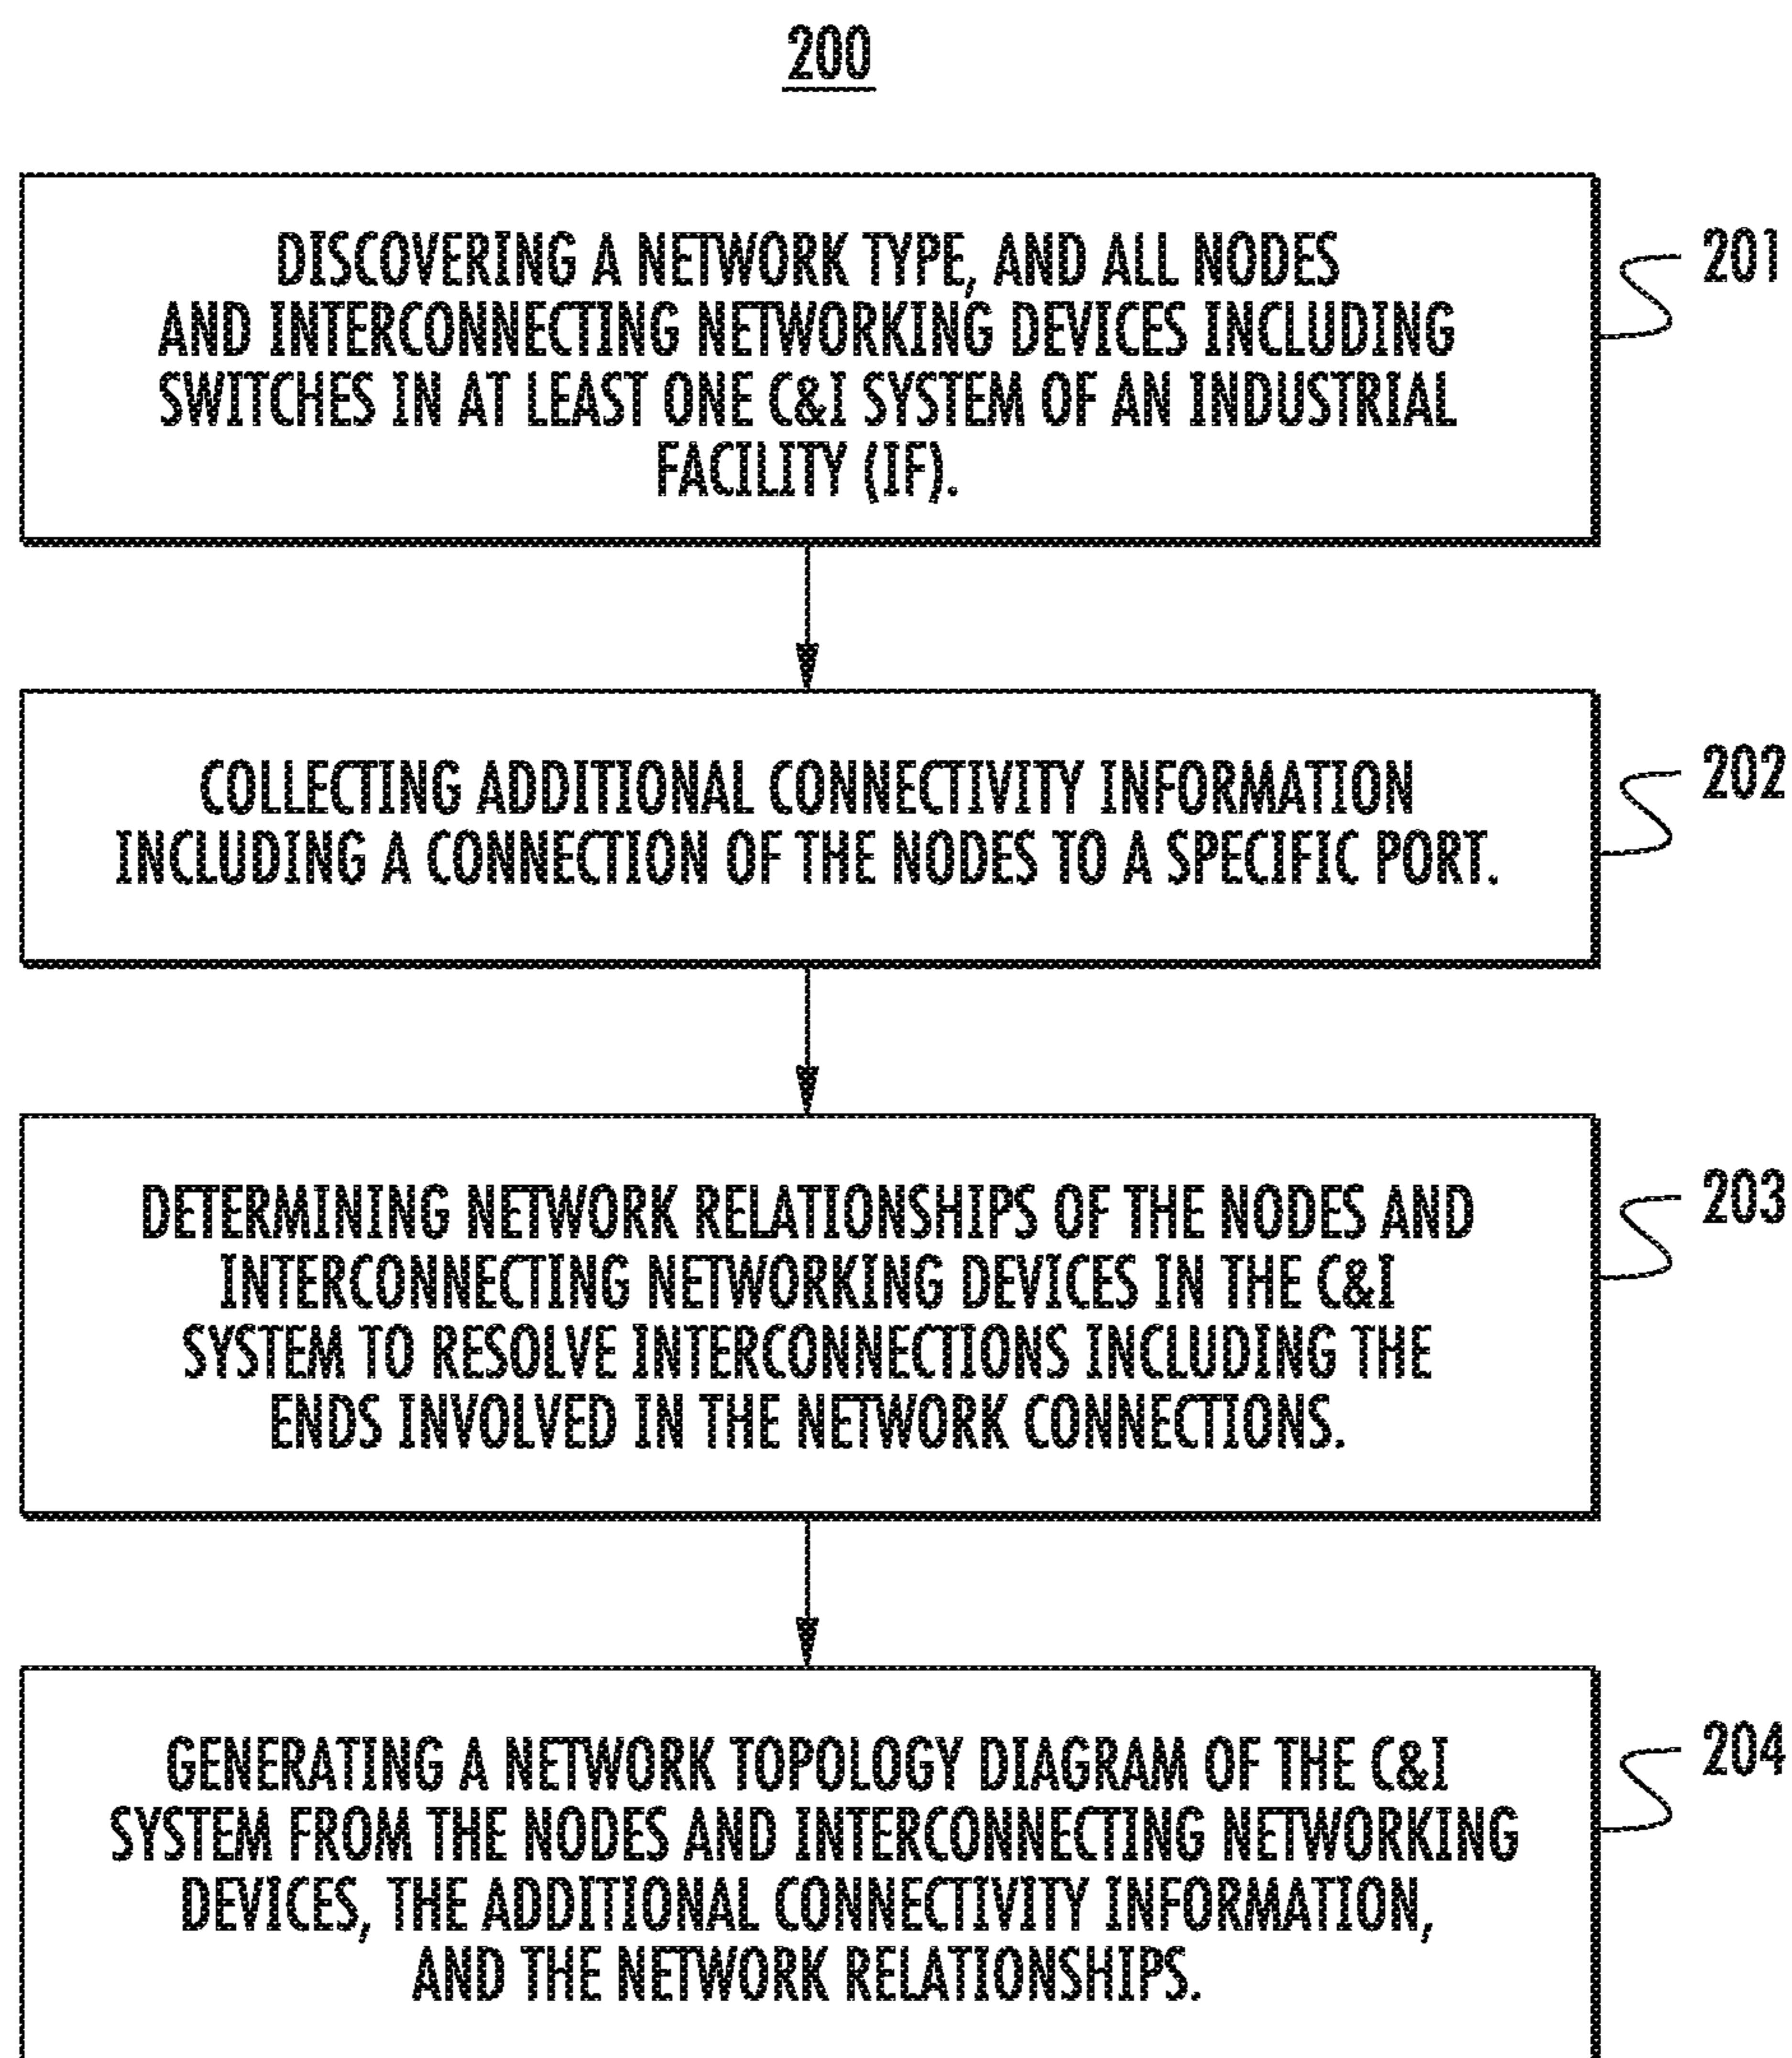 200
DISCOVERING A NETWORK TYPE, AND ALL NODES
AND INTERCONNECTING NETWORKING DEVICES INCLUDING
SWITCHES IN AT LEAST ONE C&I SYSTEM OF AN INDUSTRIAL
FACILITY (IF).
201
COLLECTING ADDITIONAL CONNECTIVITY INFORMATION
INCLUDING A CONNECTION OF THE NODES TO A SPECIFIC PORT.
202
DETERMINING NETWORK RELATIONSHIPS OF THE NODES AND
INTERCONNECTING NETWORKING DEVICES IN THE C&I
SYSTEM TO RESOLVE INTERCONNECTIONS INCLUDING THE
ENDS INVOLVED IN THE NETWORK CONNECTIONS.
203
GENERATING A NETWORK TOPOLOGY DIAGRAM OF THE C&I
SYSTEM FROM THE NODES AND INTERCONNECTING NETWORKING
DEVICES, THE ADDITIONAL CONNECTIVITY INFORMATION,
AND THE NETWORK RELATIONSHIPS.
204